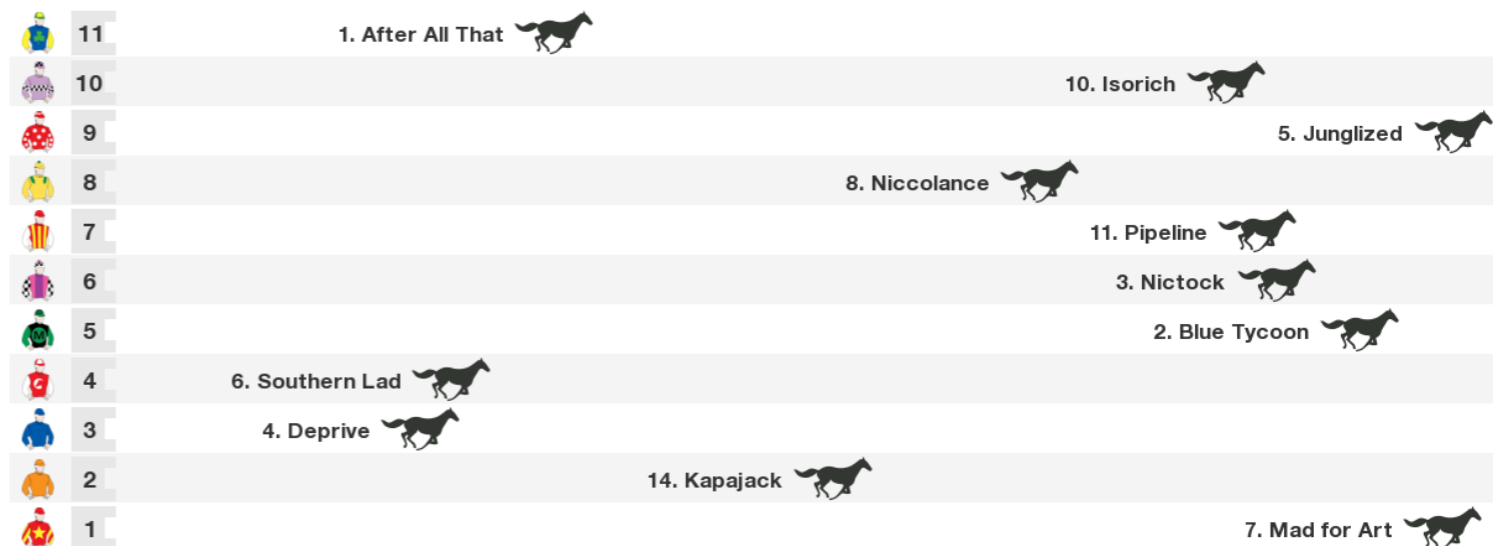 11 1. After All That
10 10. Isorich
9 5. Junglized
8 8. Niccolance
7 11. Pipeline
6 3. Nictock
5 2. Blue Tycoon
4 6. Southern Lad
3 4. Deprive
2 14. Kapajack
1 7. Mad for Art